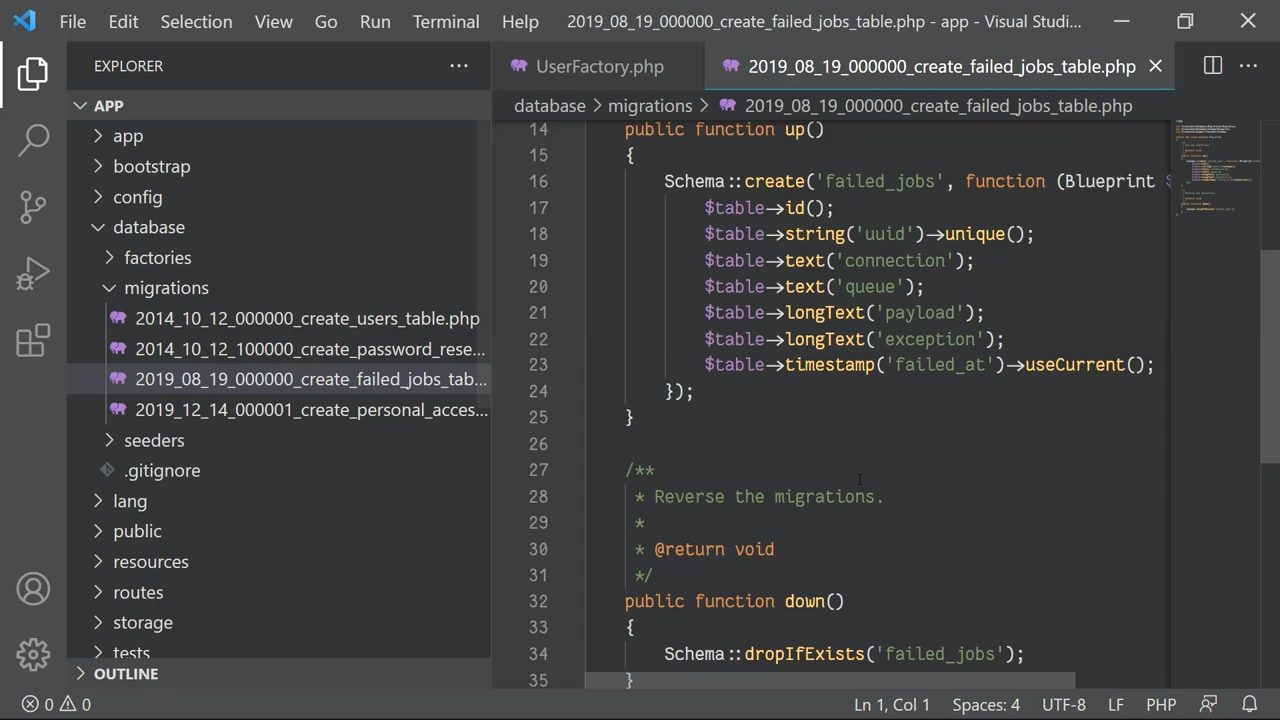 File Edit Selection View Go Run Terminal Help 2019_08_19_000000_create_failed_jobs_table.php - app - Visual Studi...
EXPLORER
UserFactory.php 2019_08_19_000000_create_failed_jobs_table.php
APP
database > migrations > 2019_08_19_000000_create_failed_jobs_table.php
app
bootstrap
config
database
factories
migrations
2014_10_12_000000_create_users_table.php
2014_10_12_100000_create_password_rese...
2019_08_19_000000_create_failed_jobs_tab...
2019_12_14_000001_create_personal_acces...
seeders
.gitignore
lang
public
resources
routes
storage
tests
OUTLINE
14 public function up()
15 {
16 Schema::create('failed_jobs', function (Blueprint $
17 $table->id();
18 $table->string('uuid')->unique();
19 $table->text('connection');
20 $table->text('queue');
21 $table->longText('payload');
22 $table->longText('exception');
23 $table->timestamp('failed_at')->useCurrent();
24 });
25 }
26
27 /**
28 * Reverse the migrations.
29 *
30 * @return void
31 */
32 public function down()
33 {
34 Schema::dropIfExists('failed_jobs');
35 }
0 0 Ln 1, Col 1 Spaces: 4 UTF-8 LF PHP